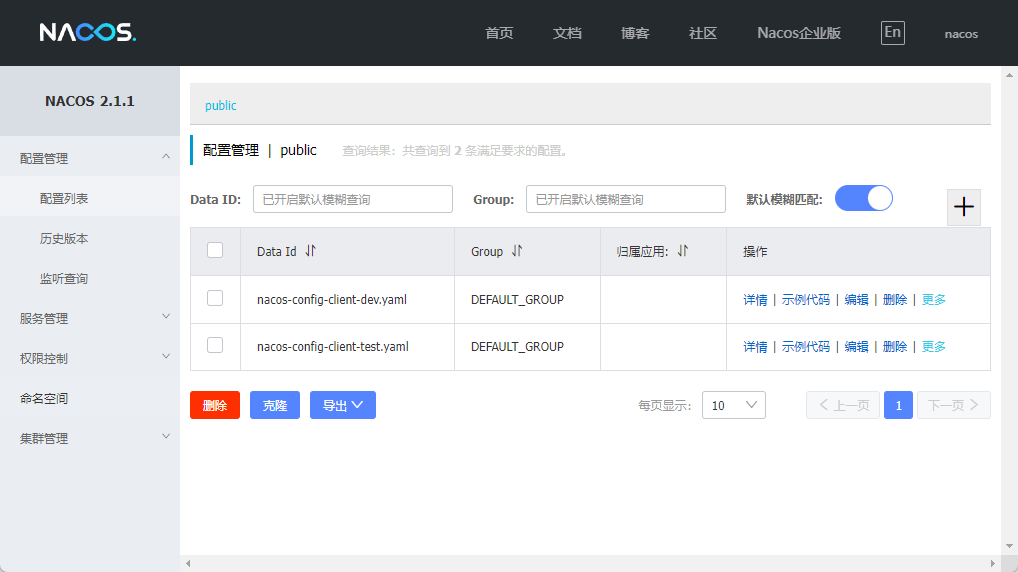 NACOS.
首页 文档 博客 社区 Nacos企业版 En nacos
NACOS 2.1.1
配置管理
配置列表
历史版本
监听查询
服务管理
权限控制
命名空间
集群管理
public
配置管理 | public 查询结果：共查询到 2 条满足要求的配置。
Data ID: 已开启默认模糊查询 Group: 已开启默认模糊查询 默认模糊匹配:
Data Id Group 归属应用: 操作
nacos-config-client-dev.yaml DEFAULT_GROUP 详情 | 示例代码 | 编辑 | 删除 | 更多
nacos-config-client-test.yaml DEFAULT_GROUP 详情 | 示例代码 | 编辑 | 删除 | 更多
删除 克隆 导出 每页显示: 10 上一页 1 下一页